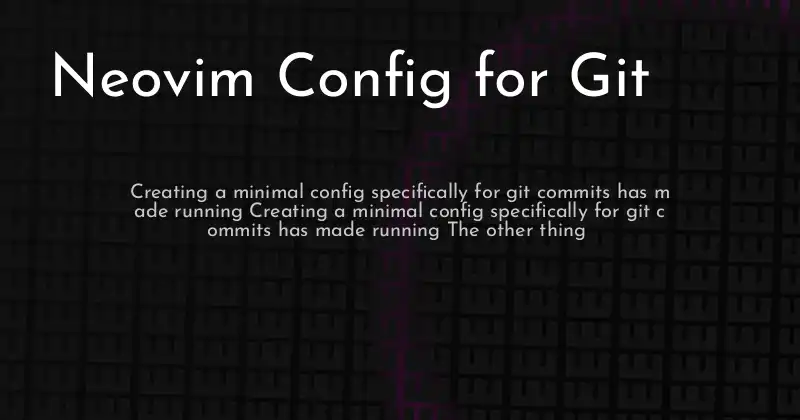 Neovim Config for Git
Creating a minimal config specifically for git commits has m
ade running Creating a minimal config specifically for git c
ommits has made running The other thing